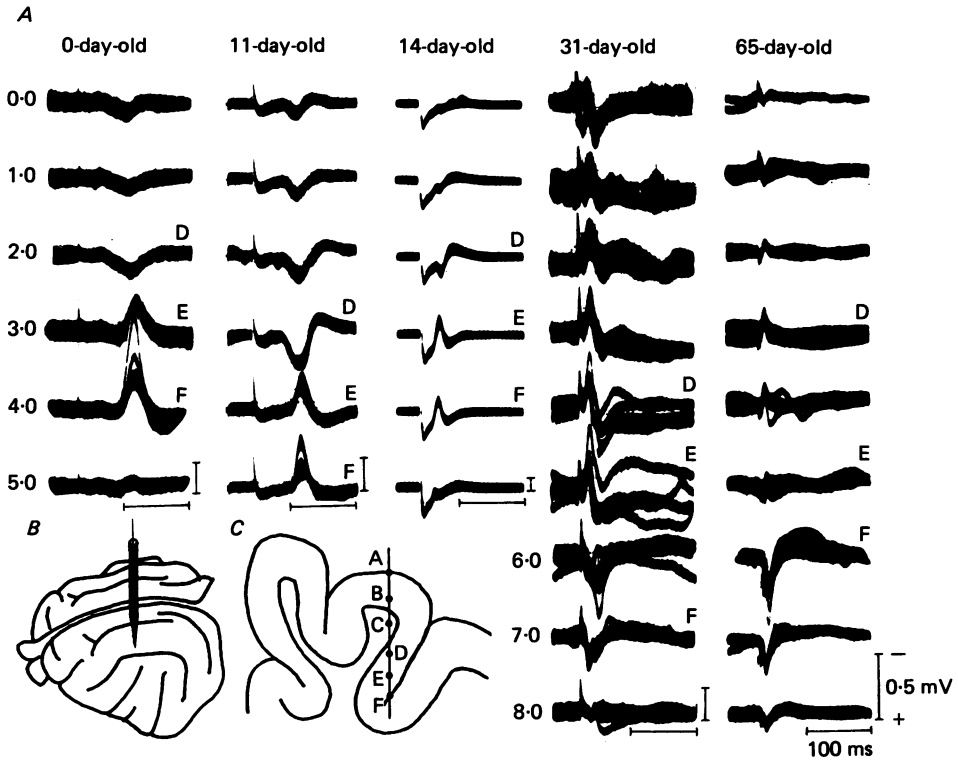 A
0-day-old 11-day-old 14-day-old 31-day-old 65-day-old
0·0
1·0
2·0 D D
3·0 E D E D
4·0 F E F D
5·0 F E E
B C
6·0 F
A
B
C
D
E
F
7·0 F
8·0
–
0·5 mV
+
100 ms